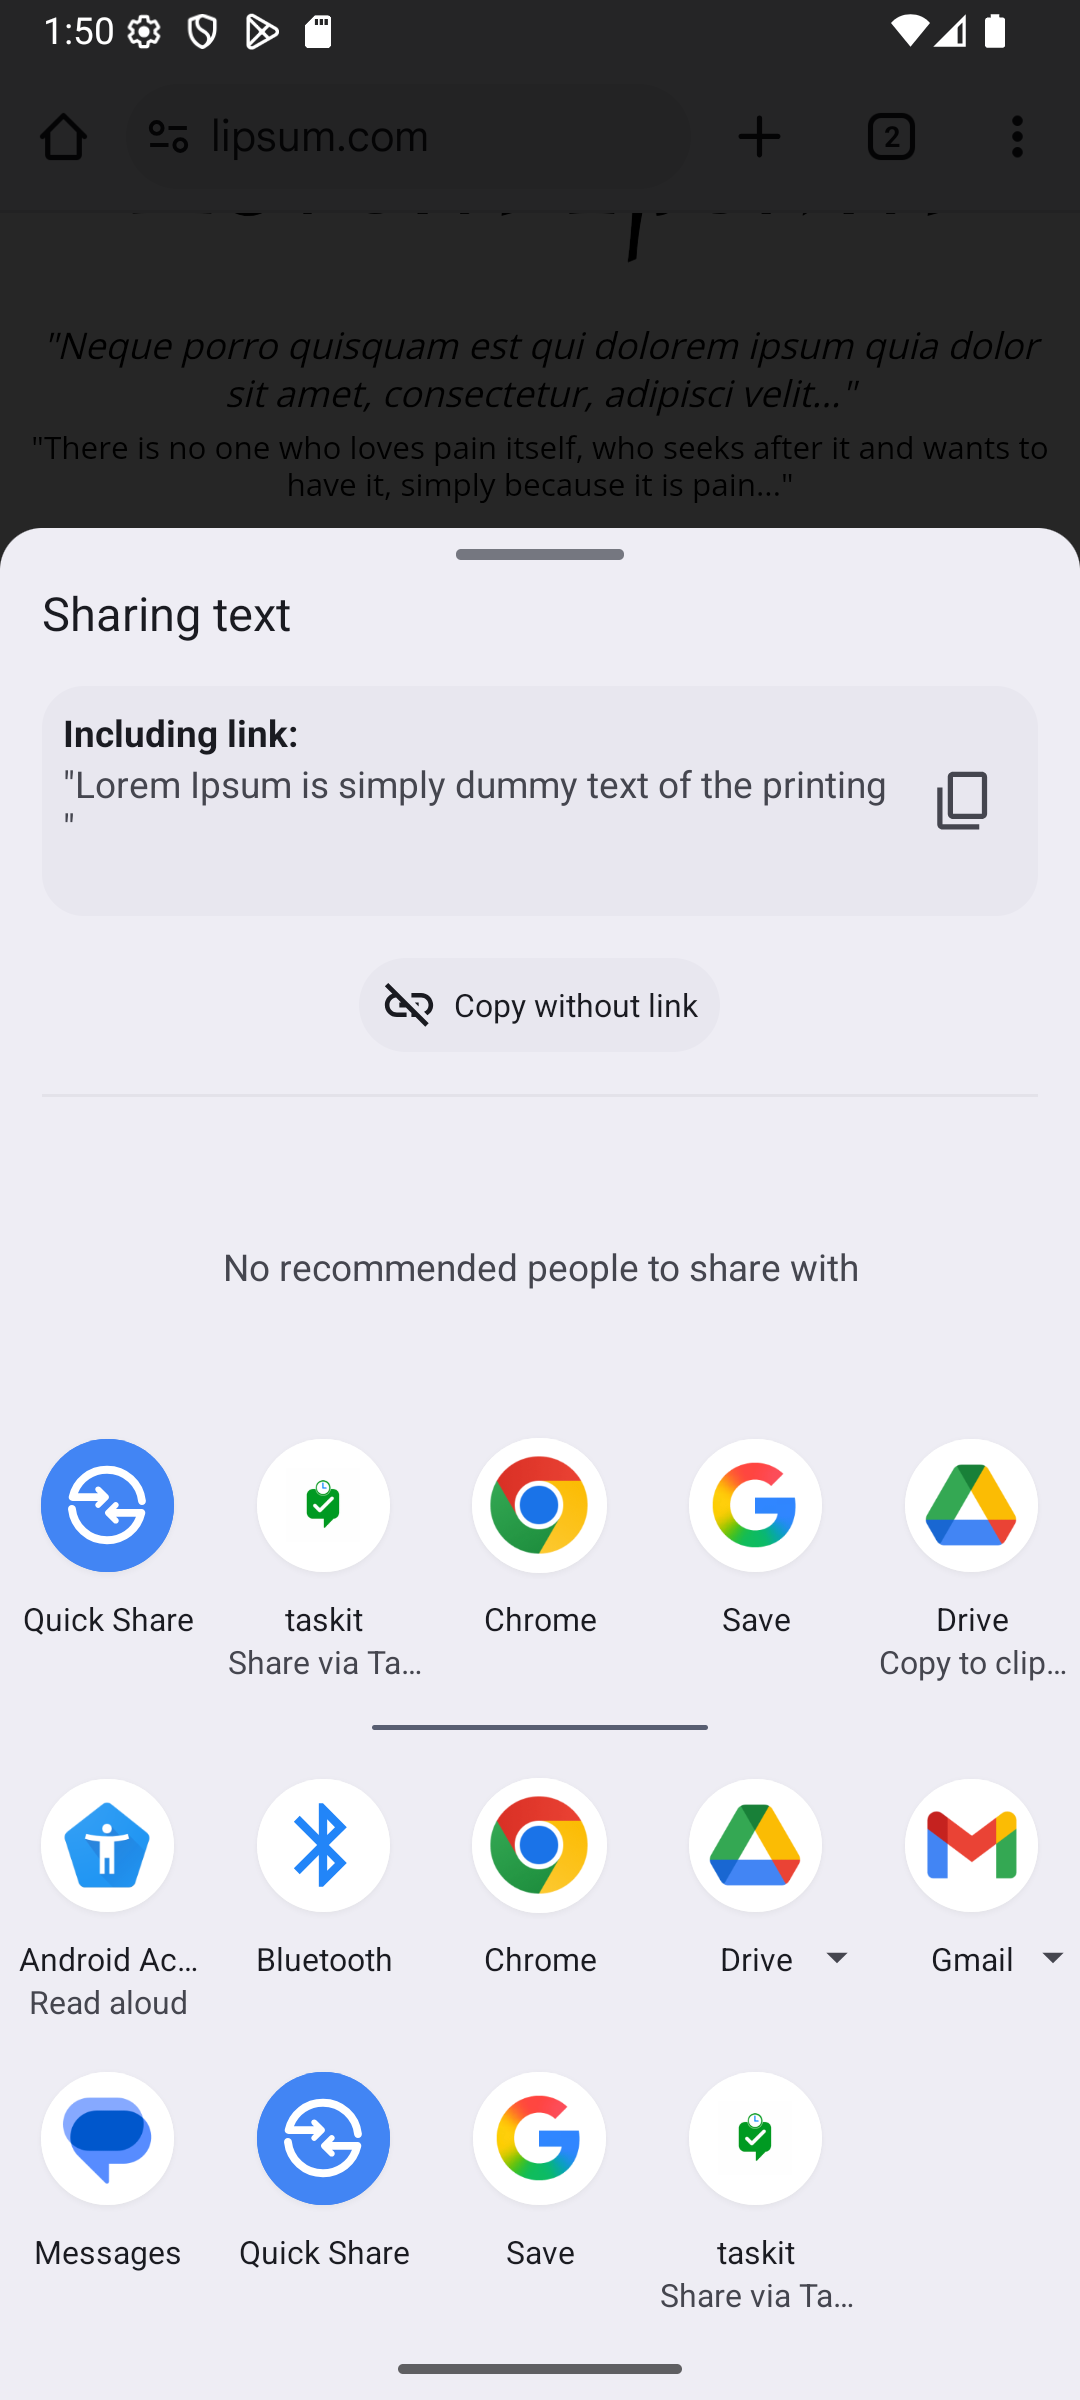 1:50
lipsum.com
2
"Neque porro quisquam est qui dolorem ipsum quia dolor
sit amet, consectetur, adipisci velit..."
"There is no one who loves pain itself, who seeks after it and wants to
have it, simply because it is pain..."
Sharing text
Including link:
"Lorem Ipsum is simply dummy text of the printing
"
Copy without link
No recommended people to share with
Quick Share
taskit
Share via Ta...
Chrome
Save
Drive
Copy to clip...
Android Ac...
Read aloud
Bluetooth
Chrome
Drive
Gmail
Messages
Quick Share
Save
taskit
Share via Ta...